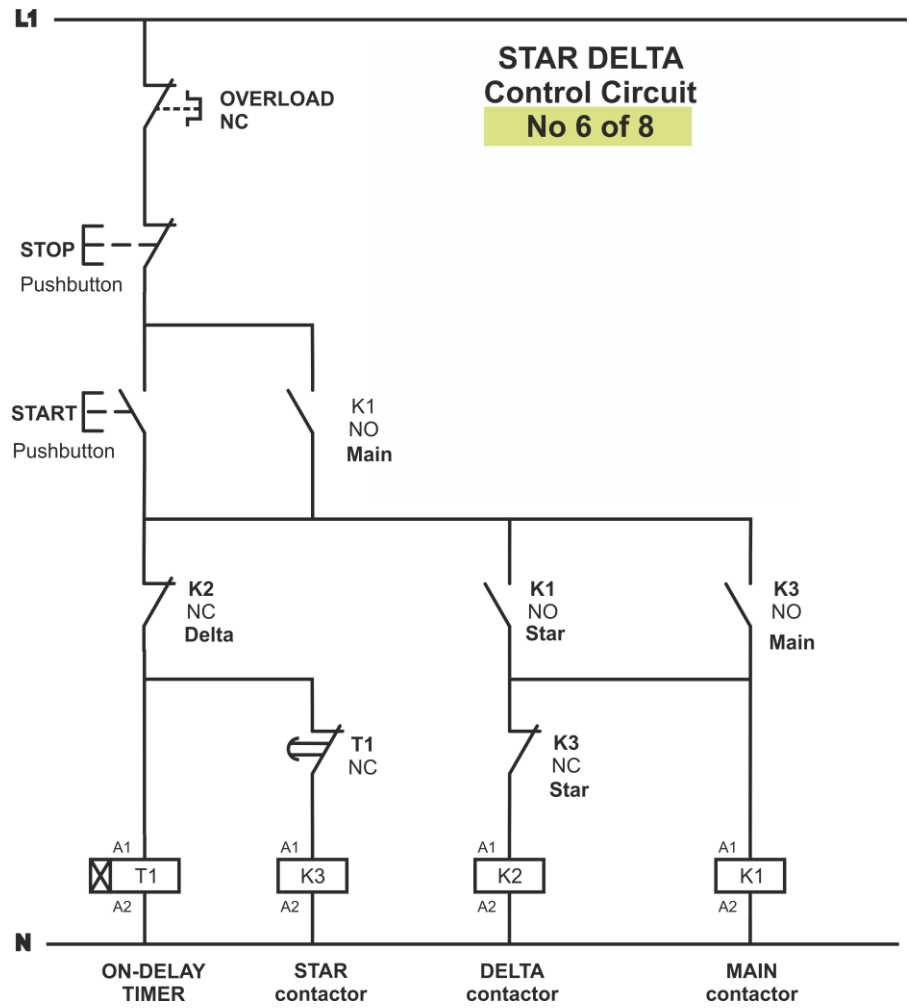 L1
STAR DELTA
Control Circuit
No 6 of 8
OVERLOAD
NC
STOP
Pushbutton
START
Pushbutton
K1
NO
Main
K2
NC
Delta
K1
NO
Star
K3
NO
Main
T1
NC
K3
NC
Star
A1
T1
A2
A1
K3
A2
A1
K2
A2
A1
K1
A2
N
ON-DELAY
TIMER
STAR
contactor
DELTA
contactor
MAIN
contactor